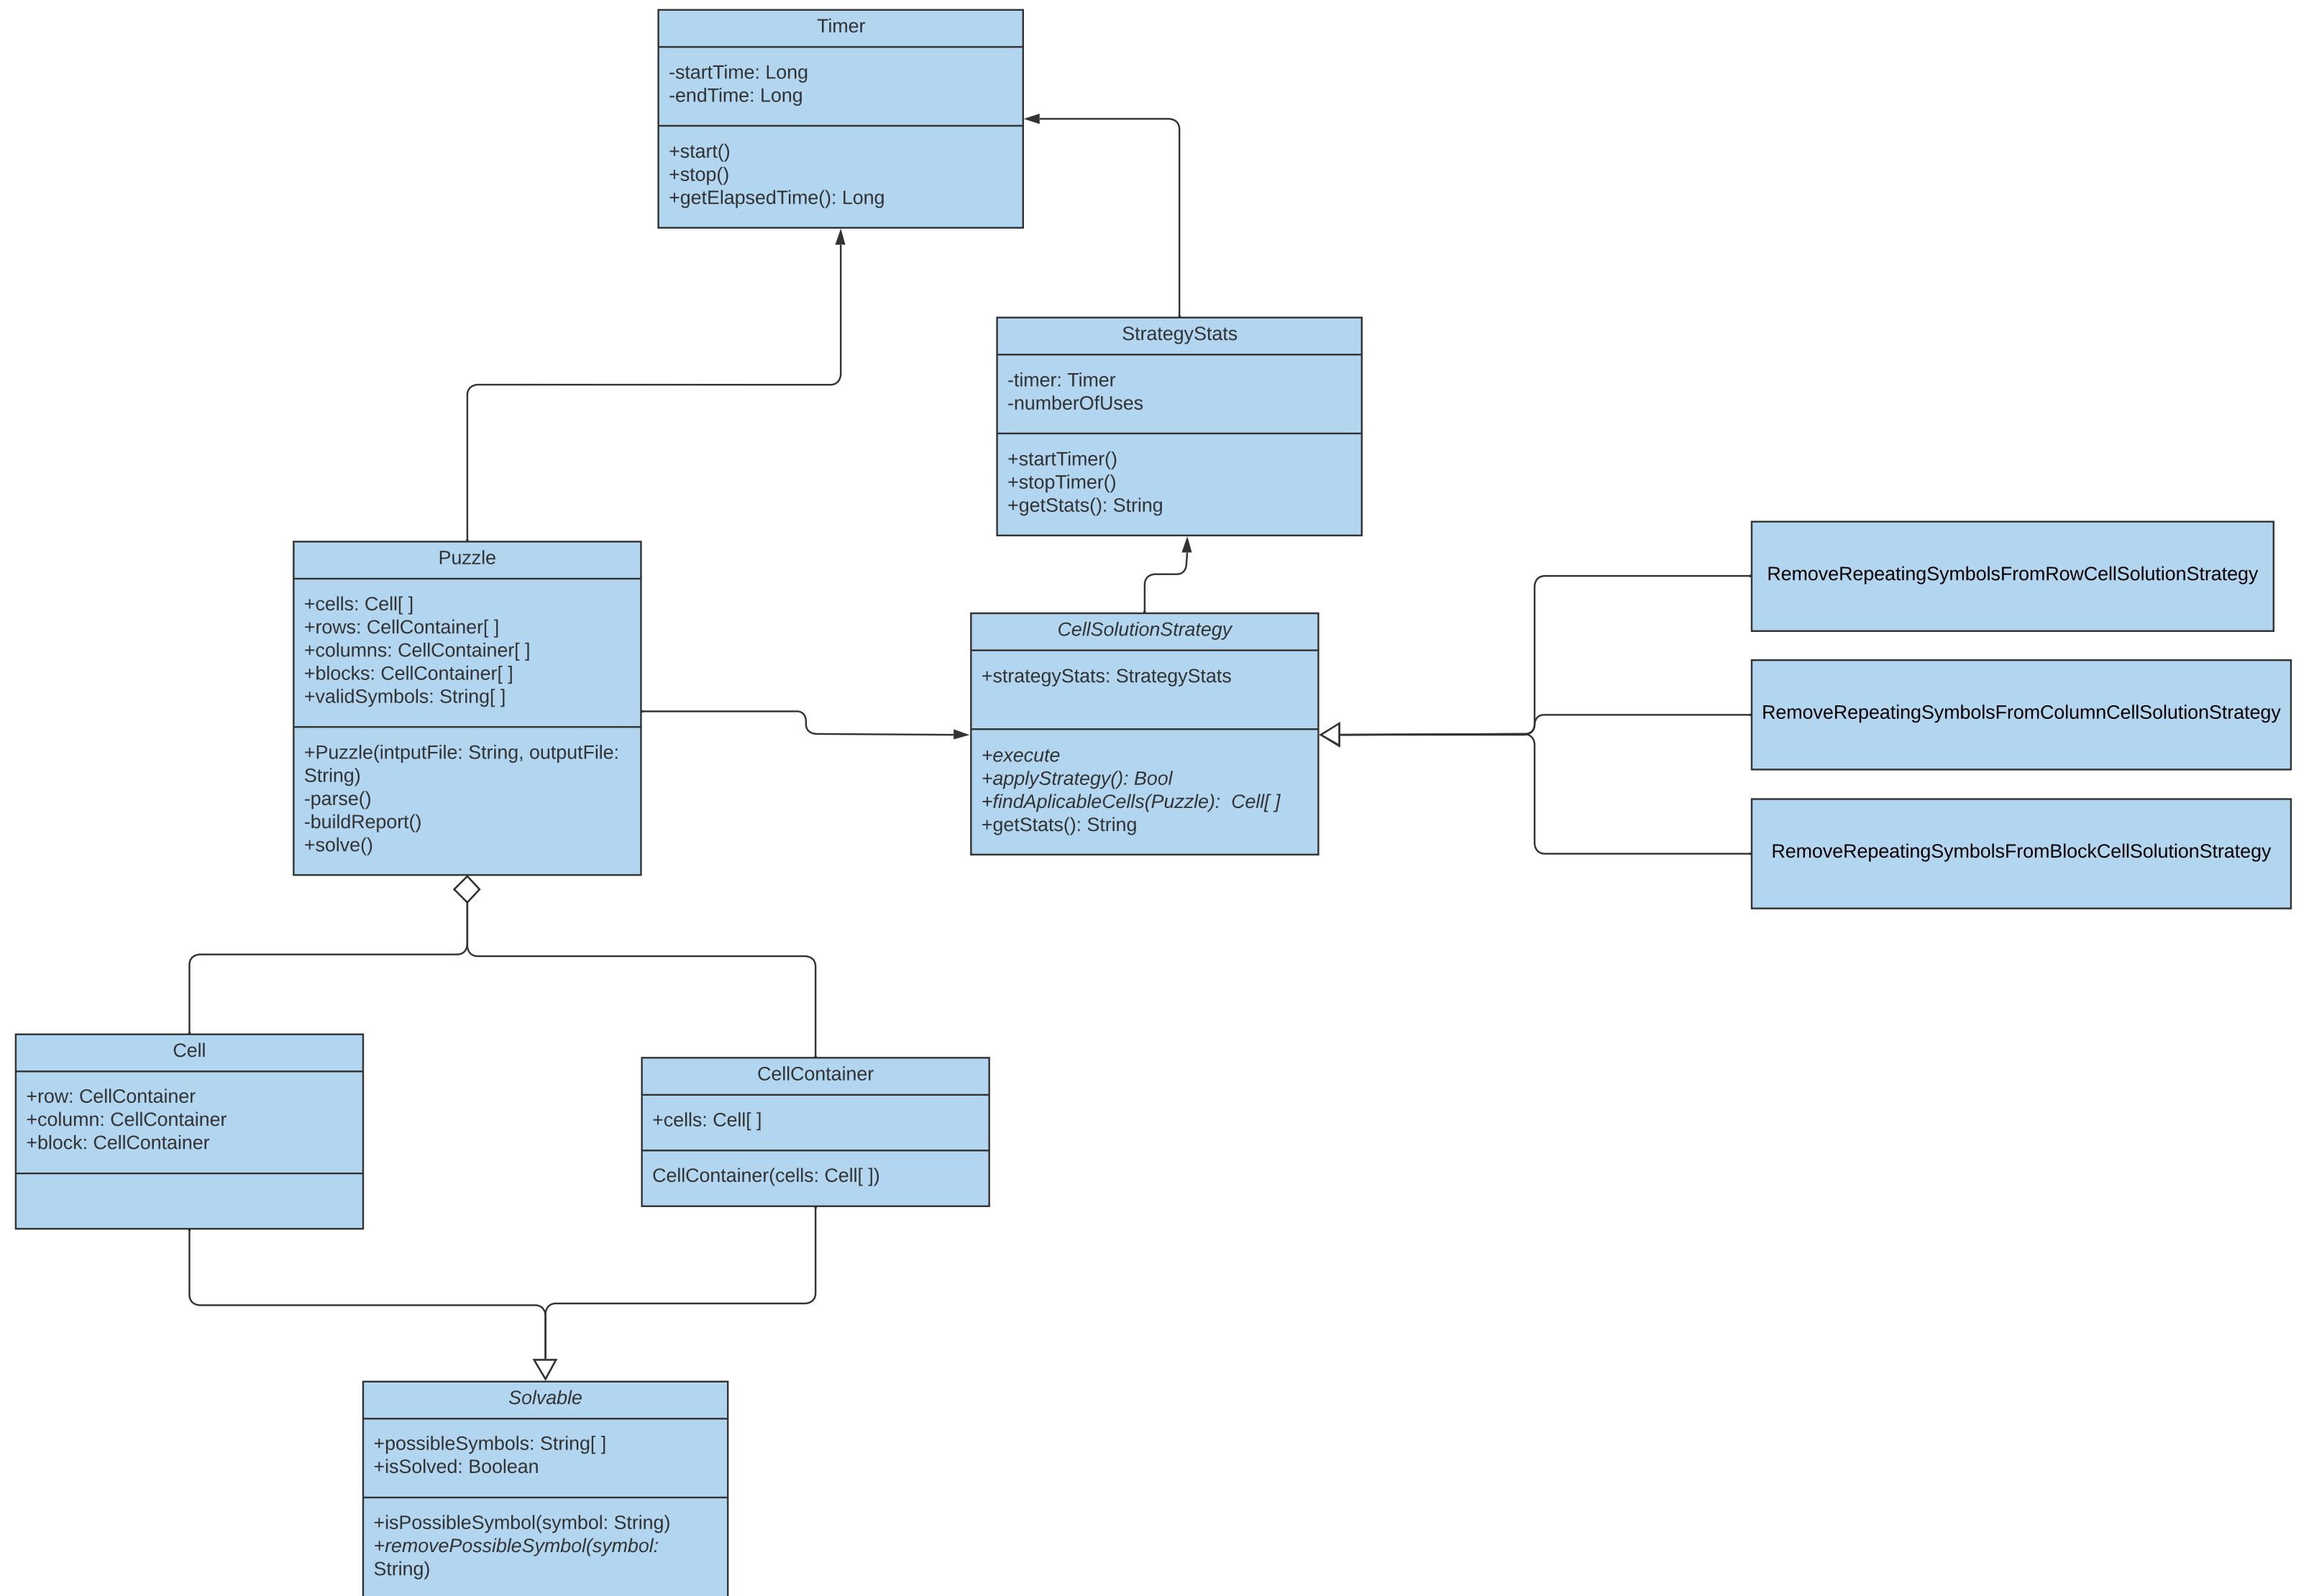 Timer
-startTime: Long
-endTime: Long
+start()
+stop()
+getElapsedTime(): Long
StrategyStats
-timer: Timer
-numberOfUses
+startTimer()
+stopTimer()
+getStats(): String
Puzzle
+cells: Cell[ ]
+rows: CellContainer[ ]
+columns: CellContainer[ ]
+blocks: CellContainer[ ]
+validSymbols: String[ ]
+Puzzle(intputFile: String, outputFile:
String)
-parse()
-buildReport()
+solve()
CellSolutionStrategy
+strategyStats: StrategyStats
+execute
+applyStrategy(): Bool
+findAplicableCells(Puzzle):  Cell[ ]
+getStats(): String
RemoveRepeatingSymbolsFromRowCellSolutionStrategy
RemoveRepeatingSymbolsFromColumnCellSolutionStrategy
RemoveRepeatingSymbolsFromBlockCellSolutionStrategy
Cell
+row: CellContainer
+column: CellContainer
+block: CellContainer
CellContainer
+cells: Cell[ ]
CellContainer(cells: Cell[ ])
Solvable
+possibleSymbols: String[ ]
+isSolved: Boolean
+isPossibleSymbol(symbol: String)
+removePossibleSymbol(symbol:
String)